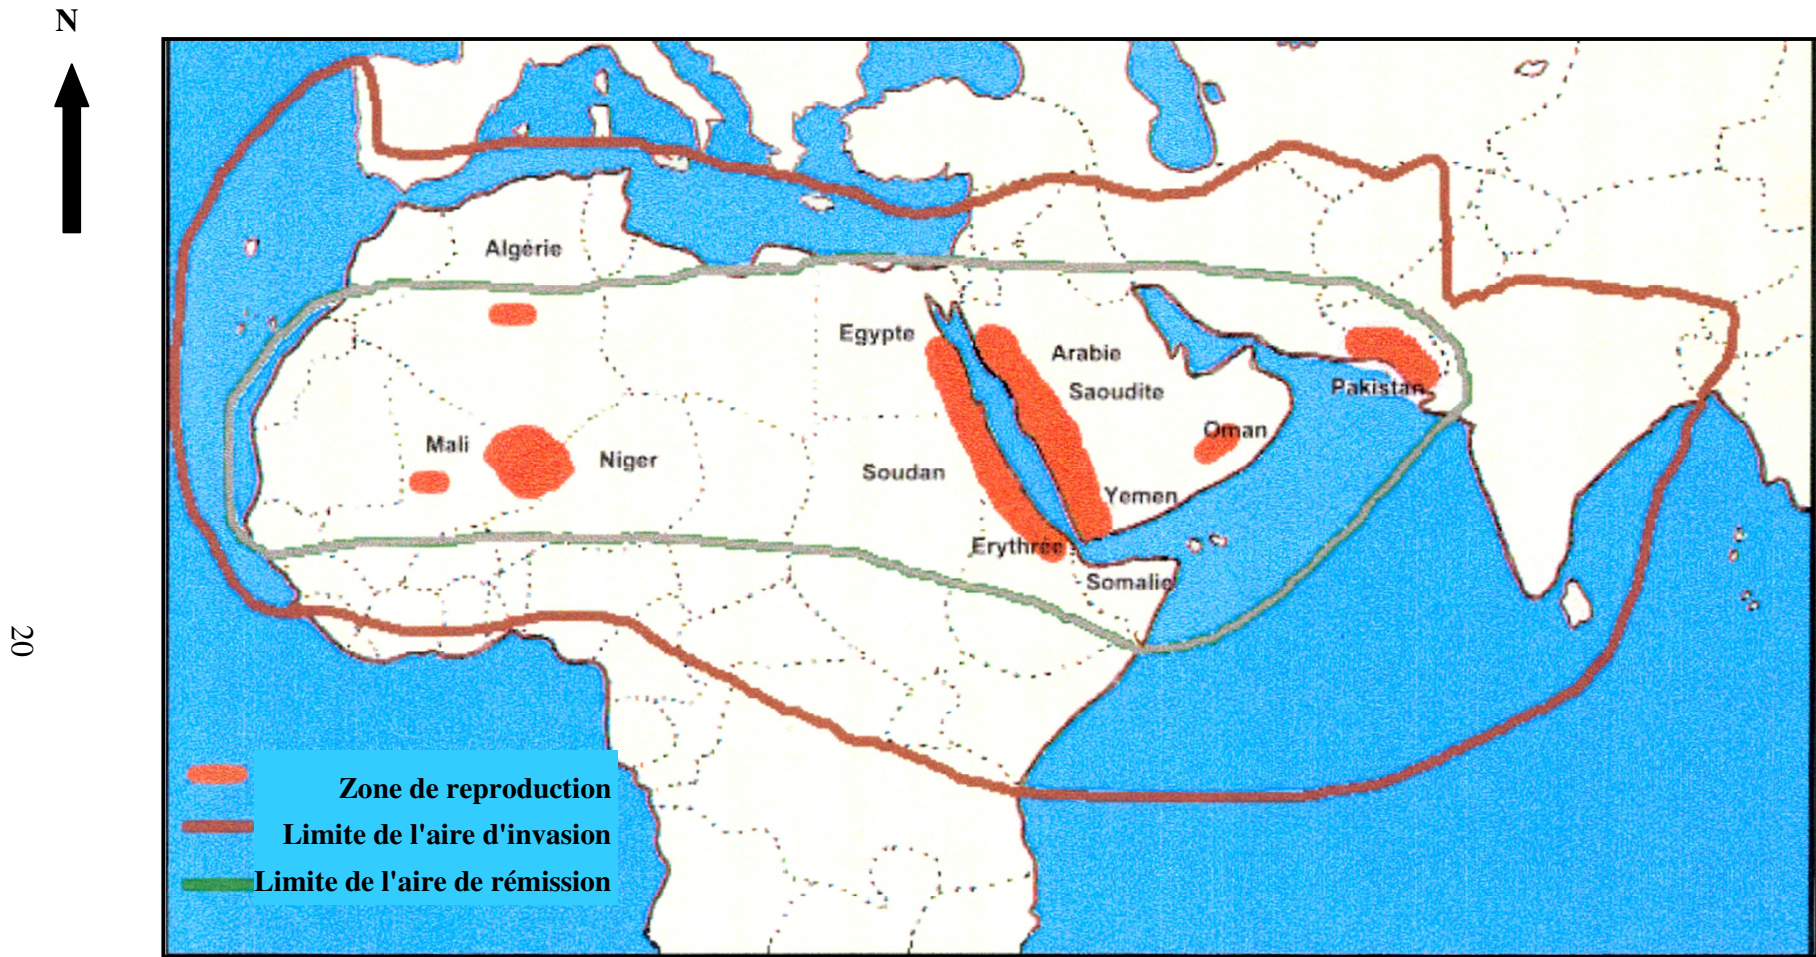 N
Algérie
Egypte
Arabie
Saoudite
Pakistan
Oman
Mali
Niger
Soudan
Yemen
Erythrée
Somalie
20
Zone de reproduction
Limite de l'aire d'invasion
Limite de l'aire de rémission